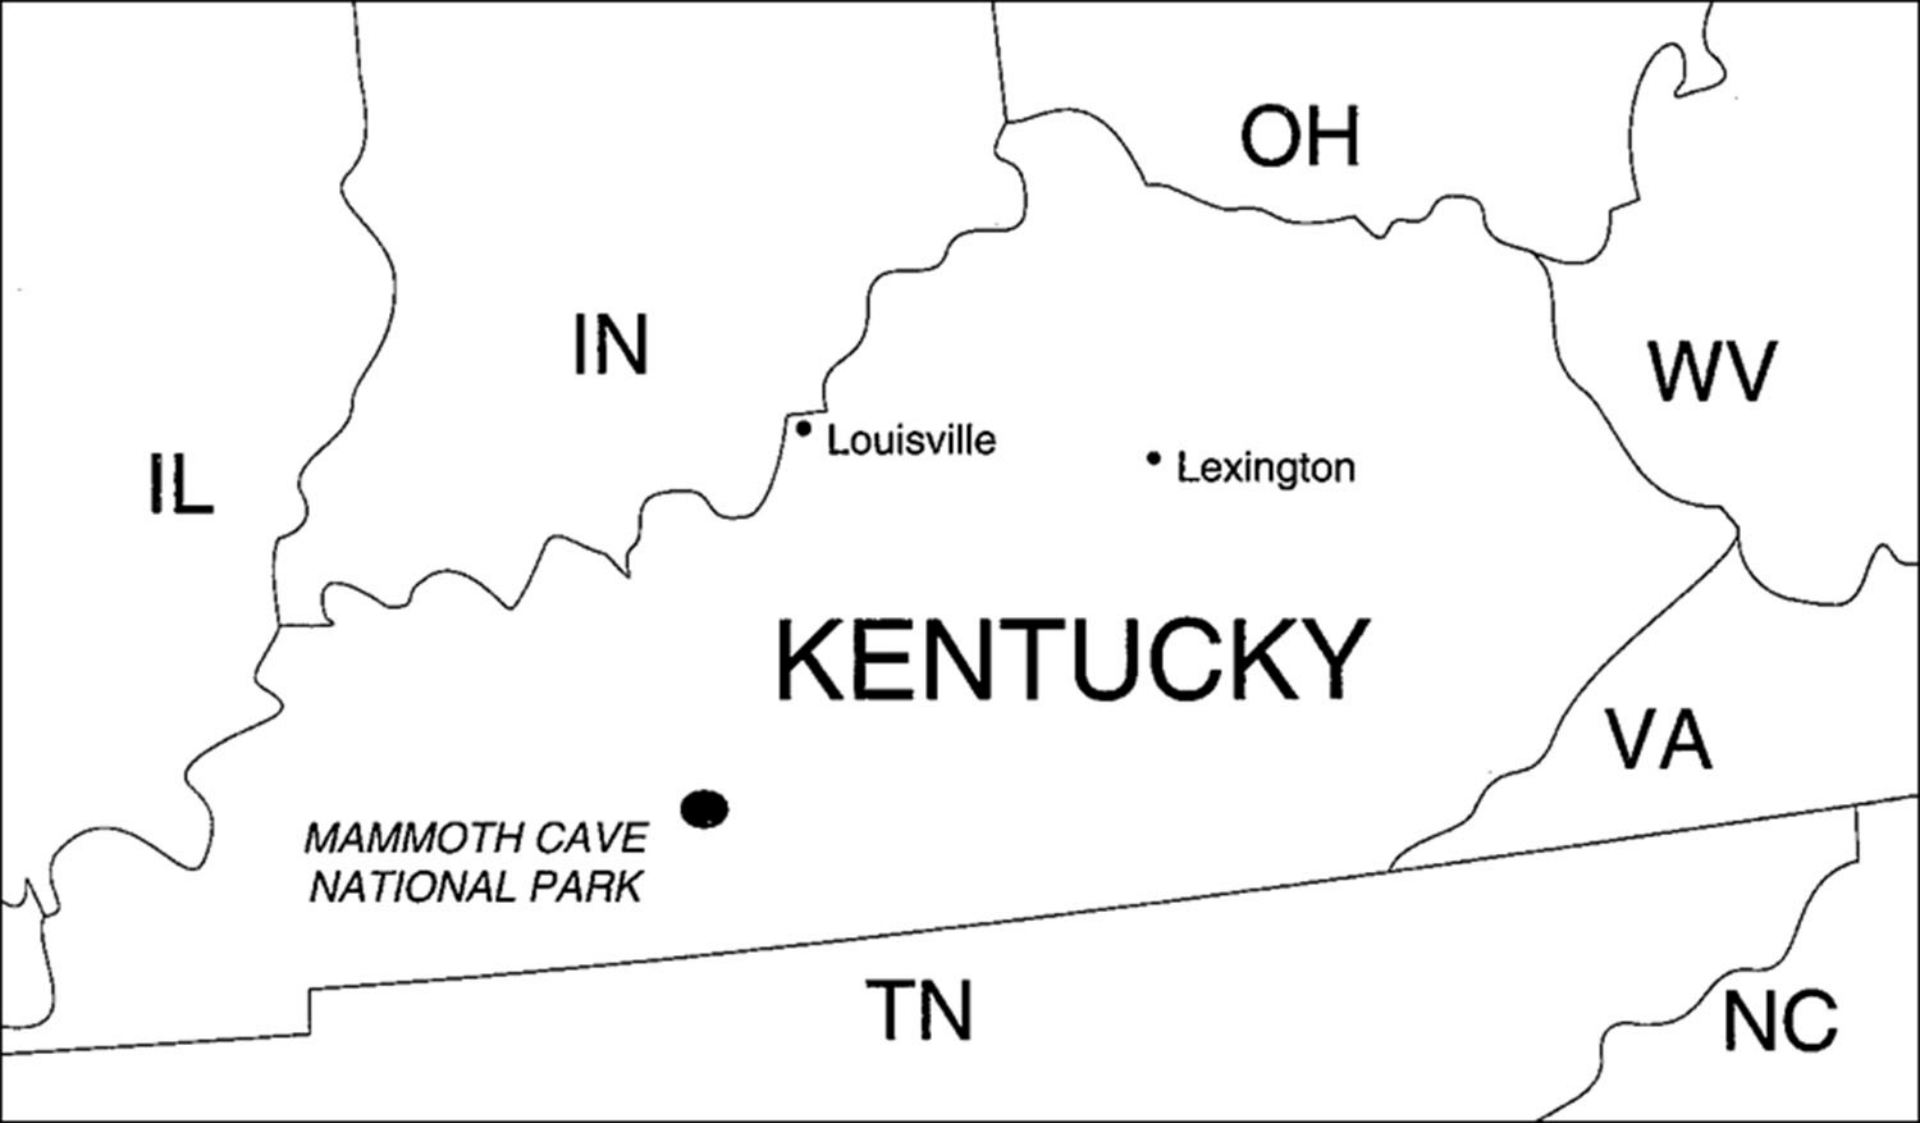 OH
IN
WV
IL
Louisville
Lexington
KENTUCKY
VA
MAMMOTH CAVE
NATIONAL PARK
TN
NC